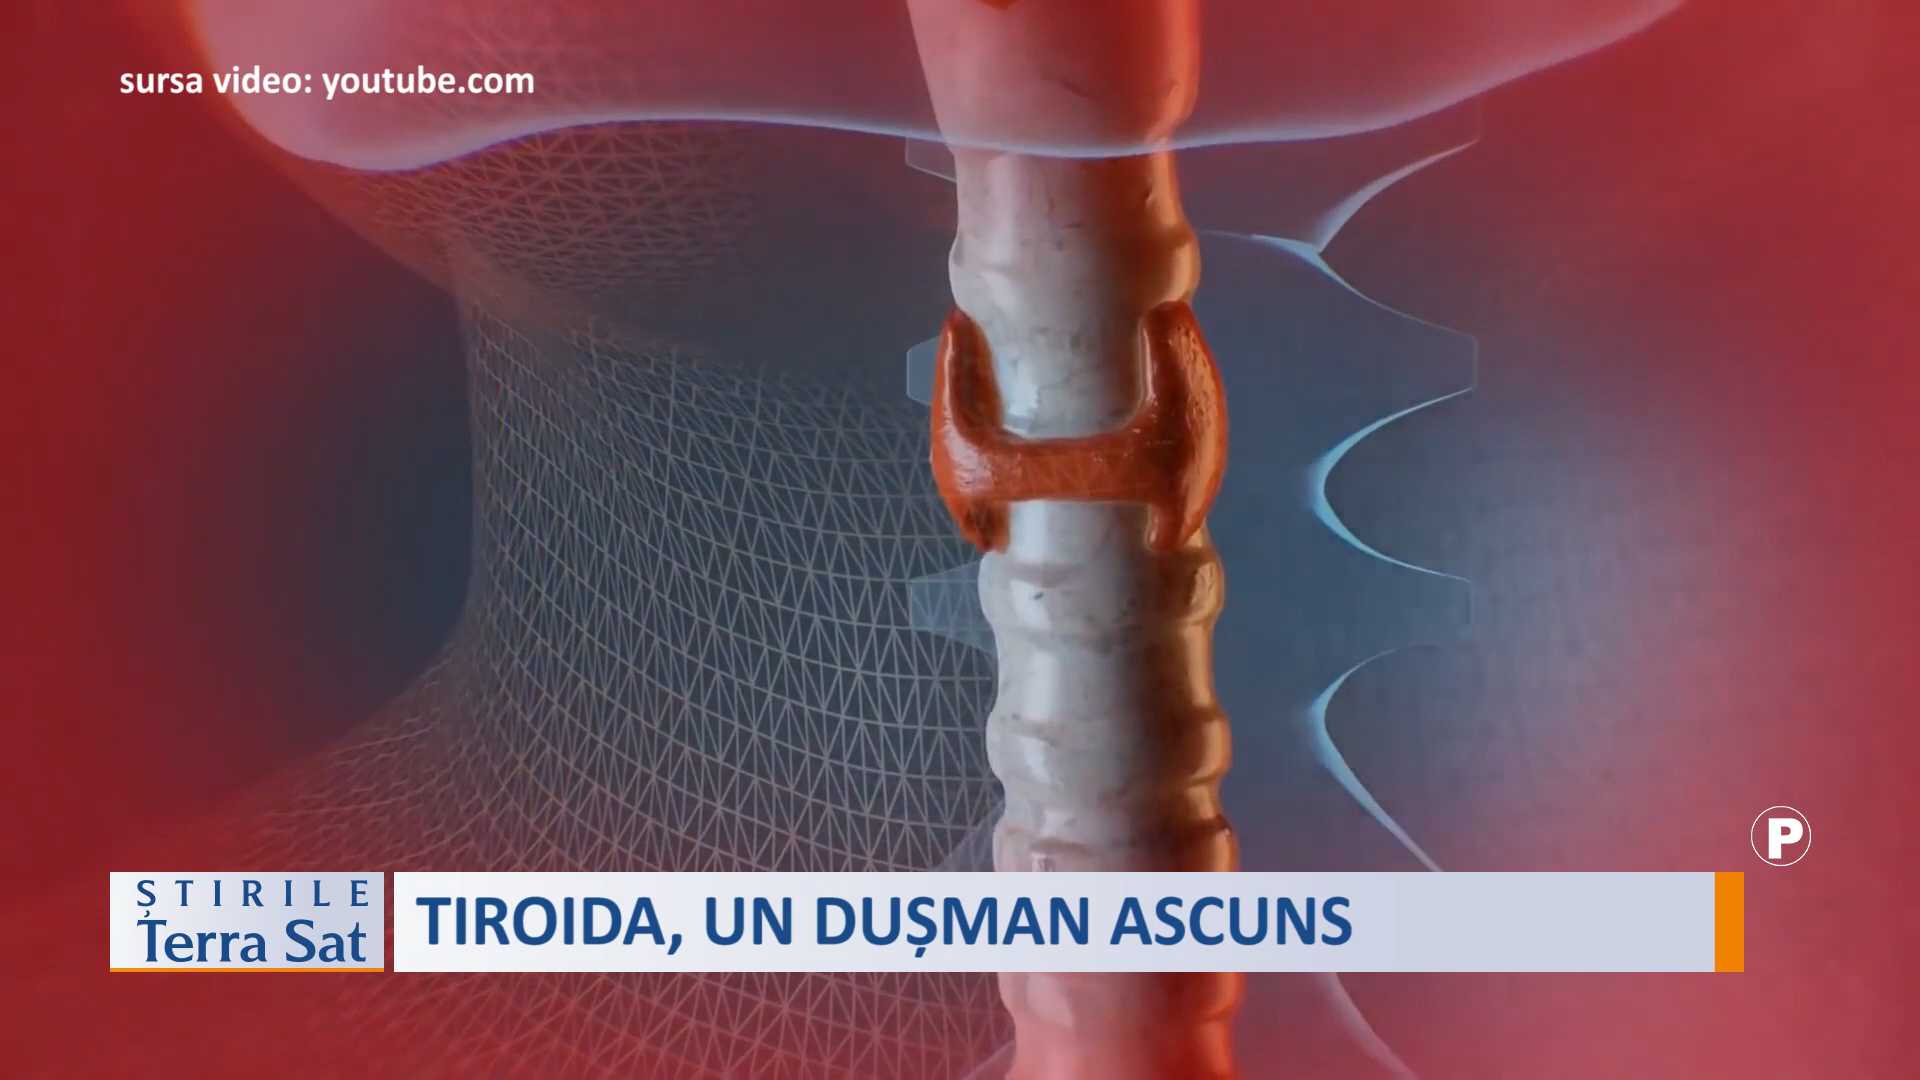 sursa video: youtube.com
P
ȘTIRILE
Terra Sat
TIROIDA, UN DUȘMAN ASCUNS